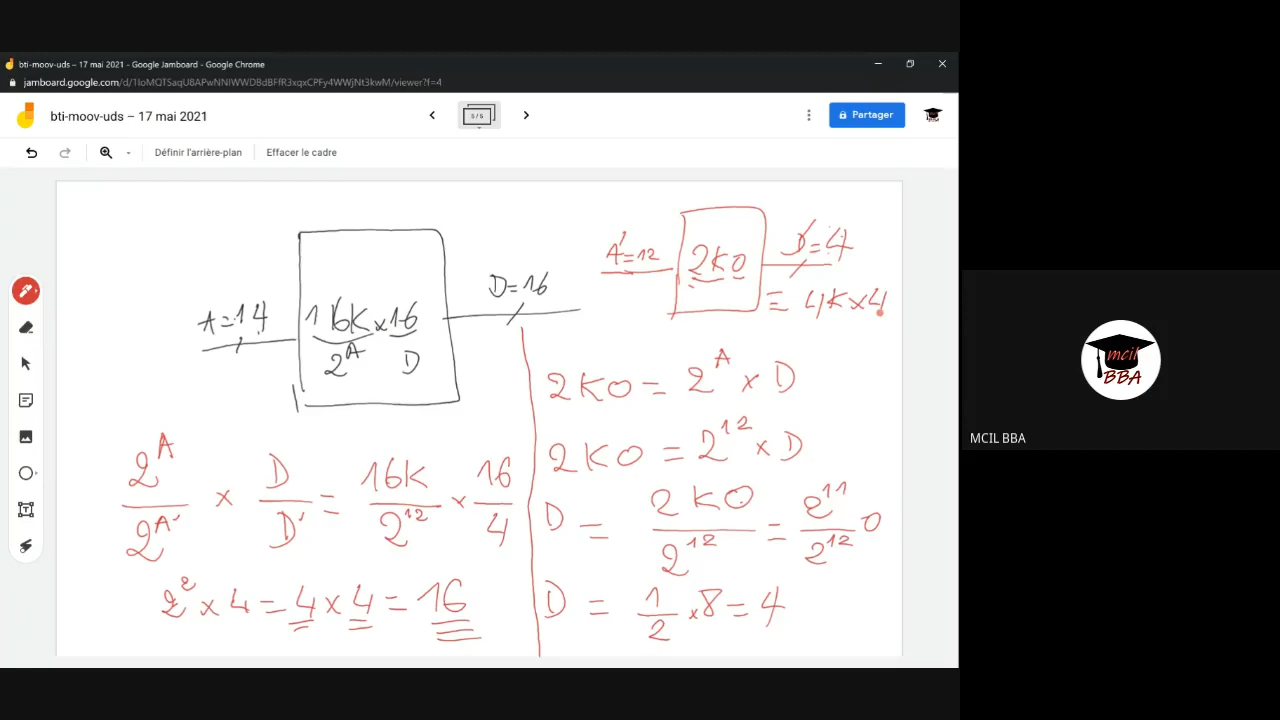 bti-moov-uds – 17 mai 2021 - Google Jamboard - Google Chrome
jamboard.google.com/d/1IoMQTSaqU8APwNNIWWD8dBFfR3xqxCPFy4WWjNt3kwM/viewer?f=4
bti-moov-uds – 17 mai 2021
5 / 5
Partager
Définir l'arrière-plan
Effacer le cadre
A=14
16K×16
2^A D
D=16
A'=12
2KO
D'=4
= 4K×4
2^A/2^A' × D/D' = 16K/2^12 × 16/4
2^2 × 4 = 4 × 4 = 16
2KO = 2^A × D
2KO = 2^12 × D
D = 2KO/2^12 = 2^11/2^12 O
D = 1/2 × 8 = 4
mcil
BBA
MCIL BBA